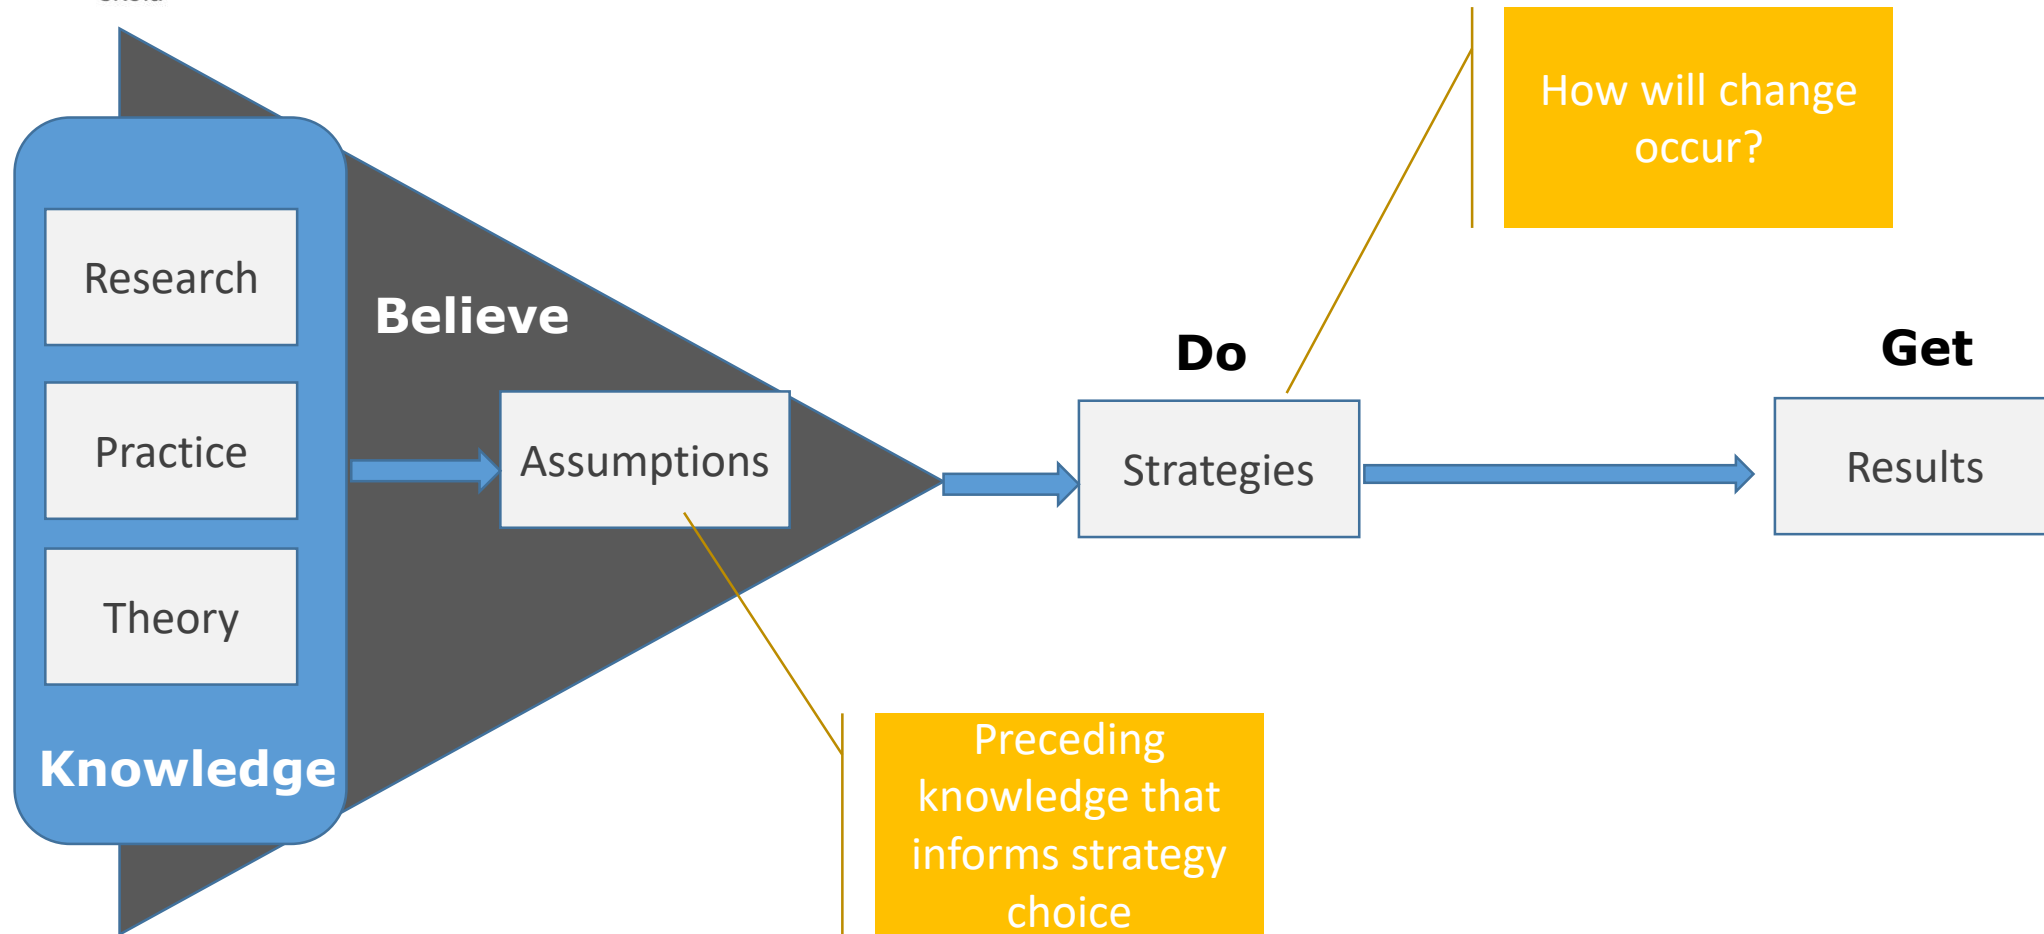 How will change
occur?
Research
Believe
Do
Get
Practice
Assumptions
Strategies
Results
Theory
Knowledge
Preceding
knowledge that
informs strategy
choice